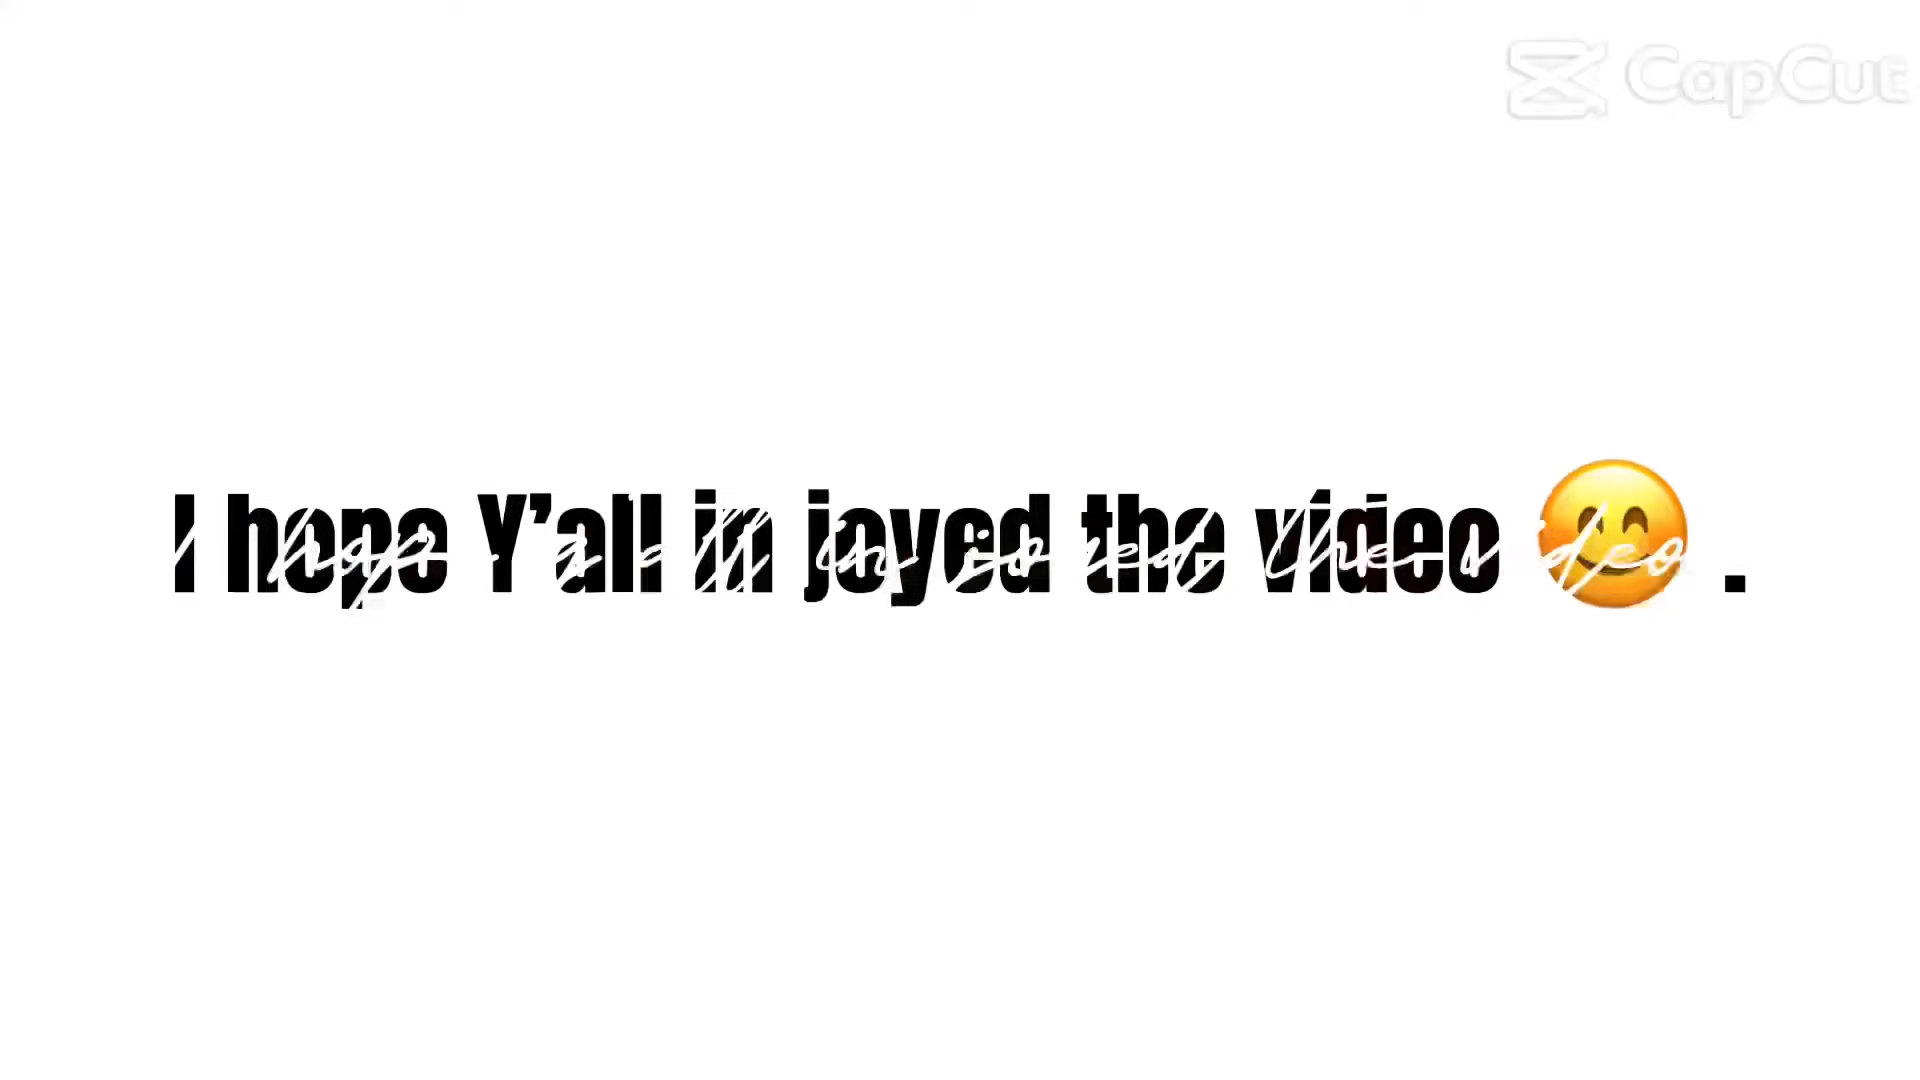 CapCut
I hope Y’all in joyed the video 😊 .